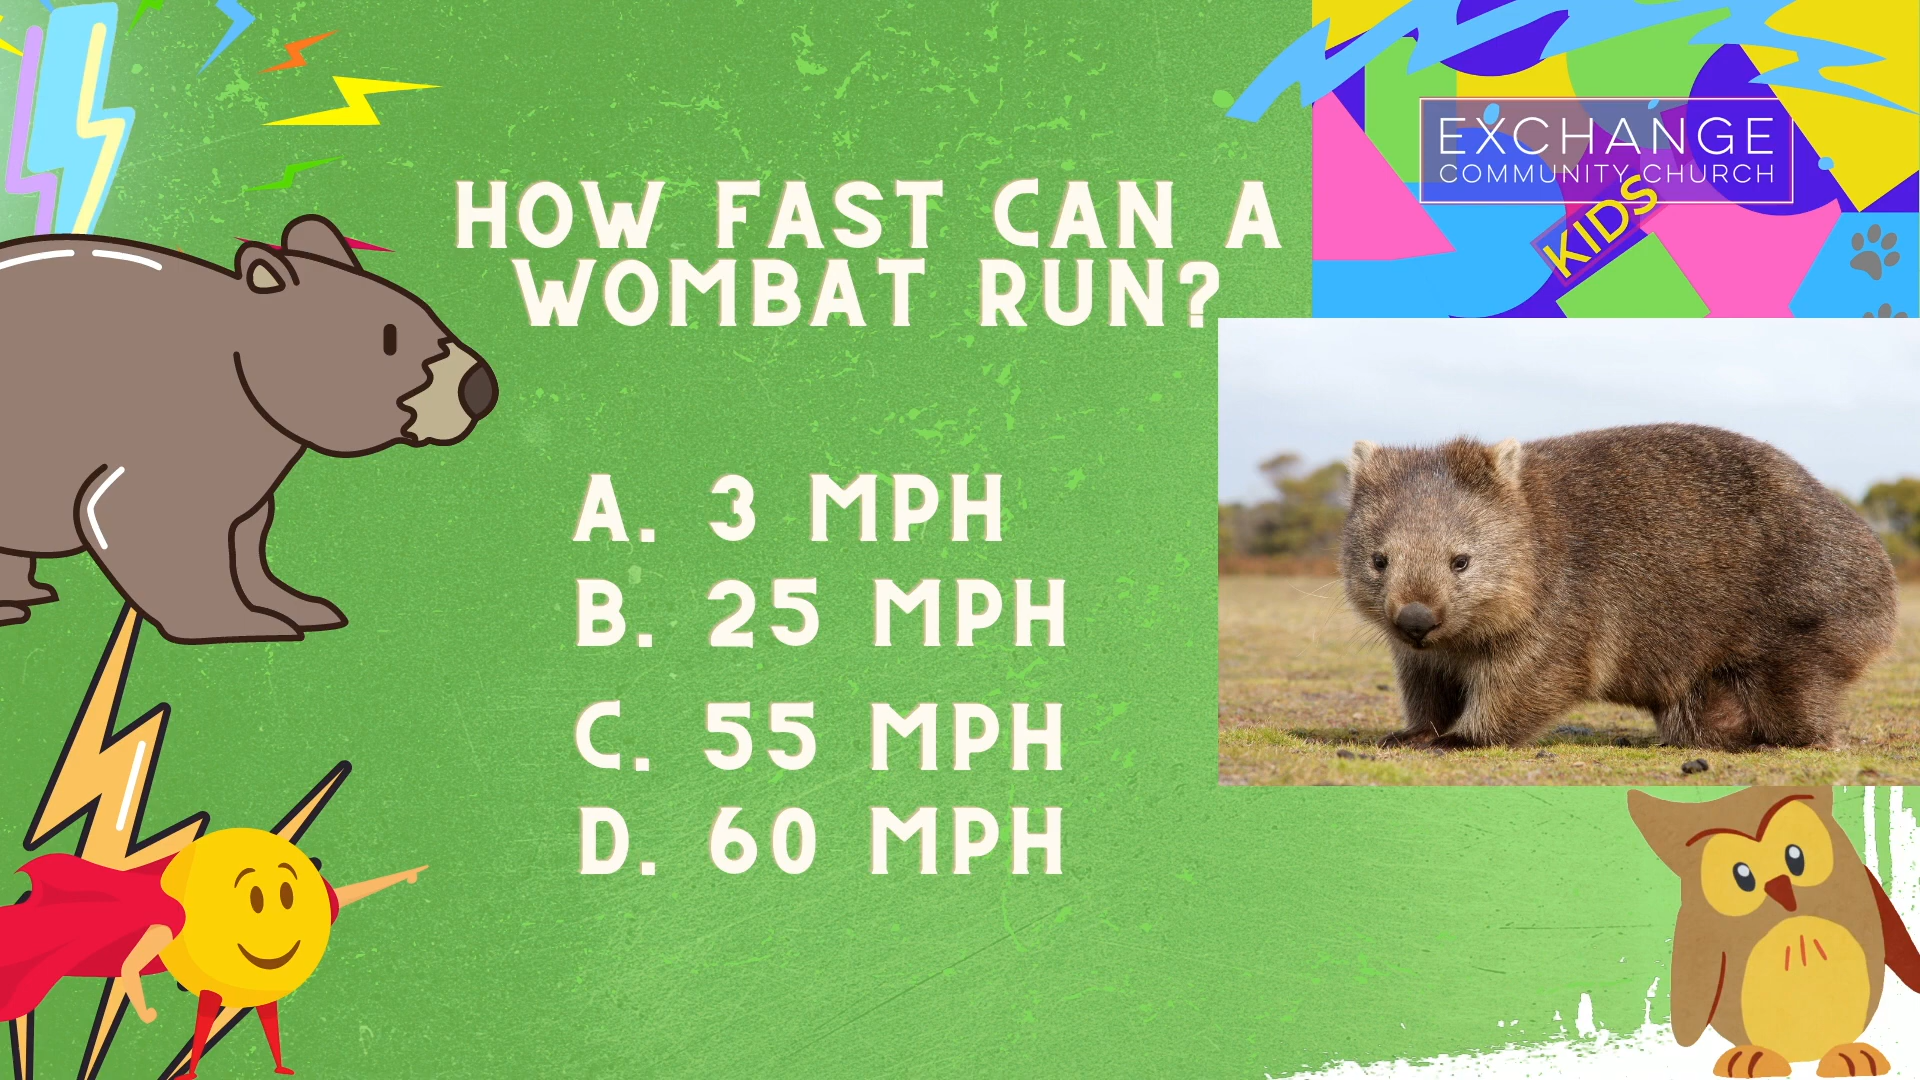 HOW FAST CAN A
WOMBAT RUN?
A. 3 MPH
B. 25 MPH
C. 55 MPH
D. 60 MPH
EXCHANGE
COMMUNITY CHURCH
KIDS